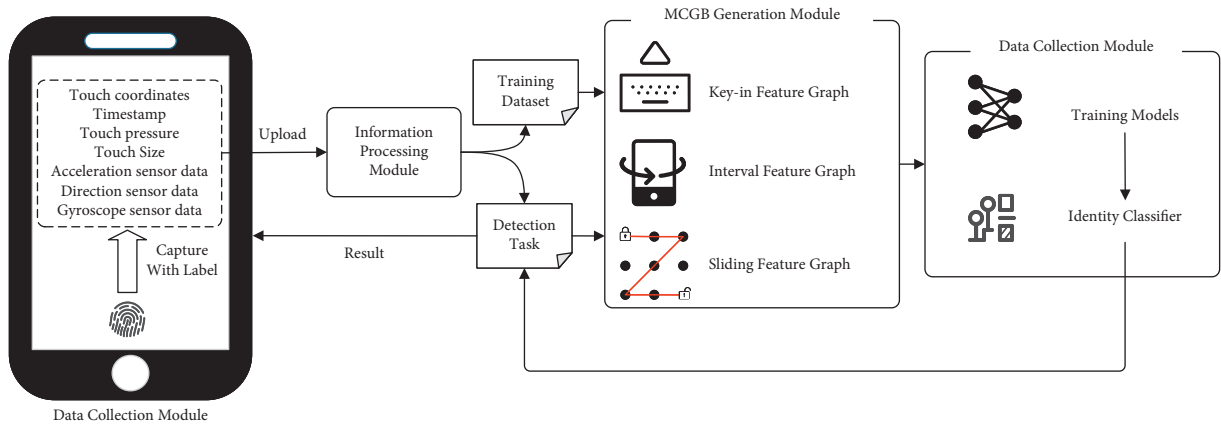 Touch coordinates
Timestamp
Touch pressure
Touch Size
Acceleration sensor data
Direction sensor data
Gyroscope sensor data
Capture
With Label
Data Collection Module
Upload
Information
Processing
Module
Result
Training
Dataset
Detection
Task
MCGB Generation Module
Key-in Feature Graph
Interval Feature Graph
Sliding Feature Graph
Data Collection Module
Training Models
Identity Classifier